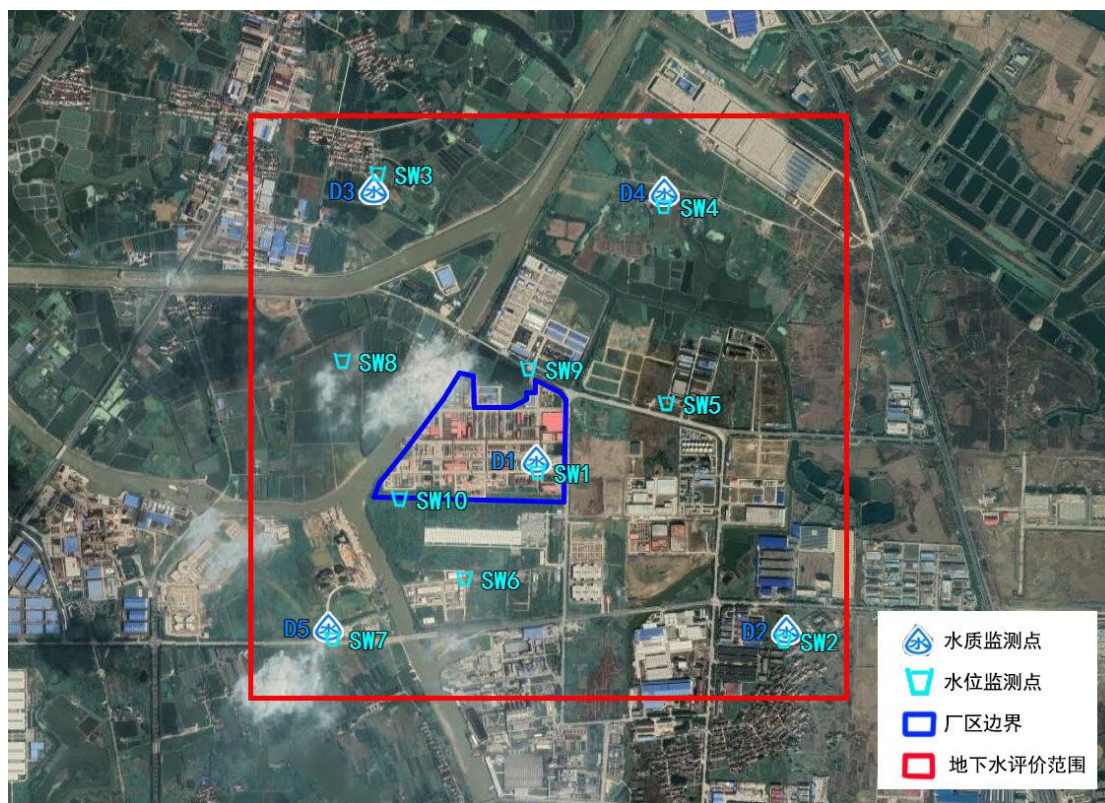 D3 SW3
D4 SW4
SW8
SW9
SW5
D1 SW1
SW10
SW6
D5 SW7
D2 SW2
水质监测点
水位监测点
厂区边界
地下水评价范围